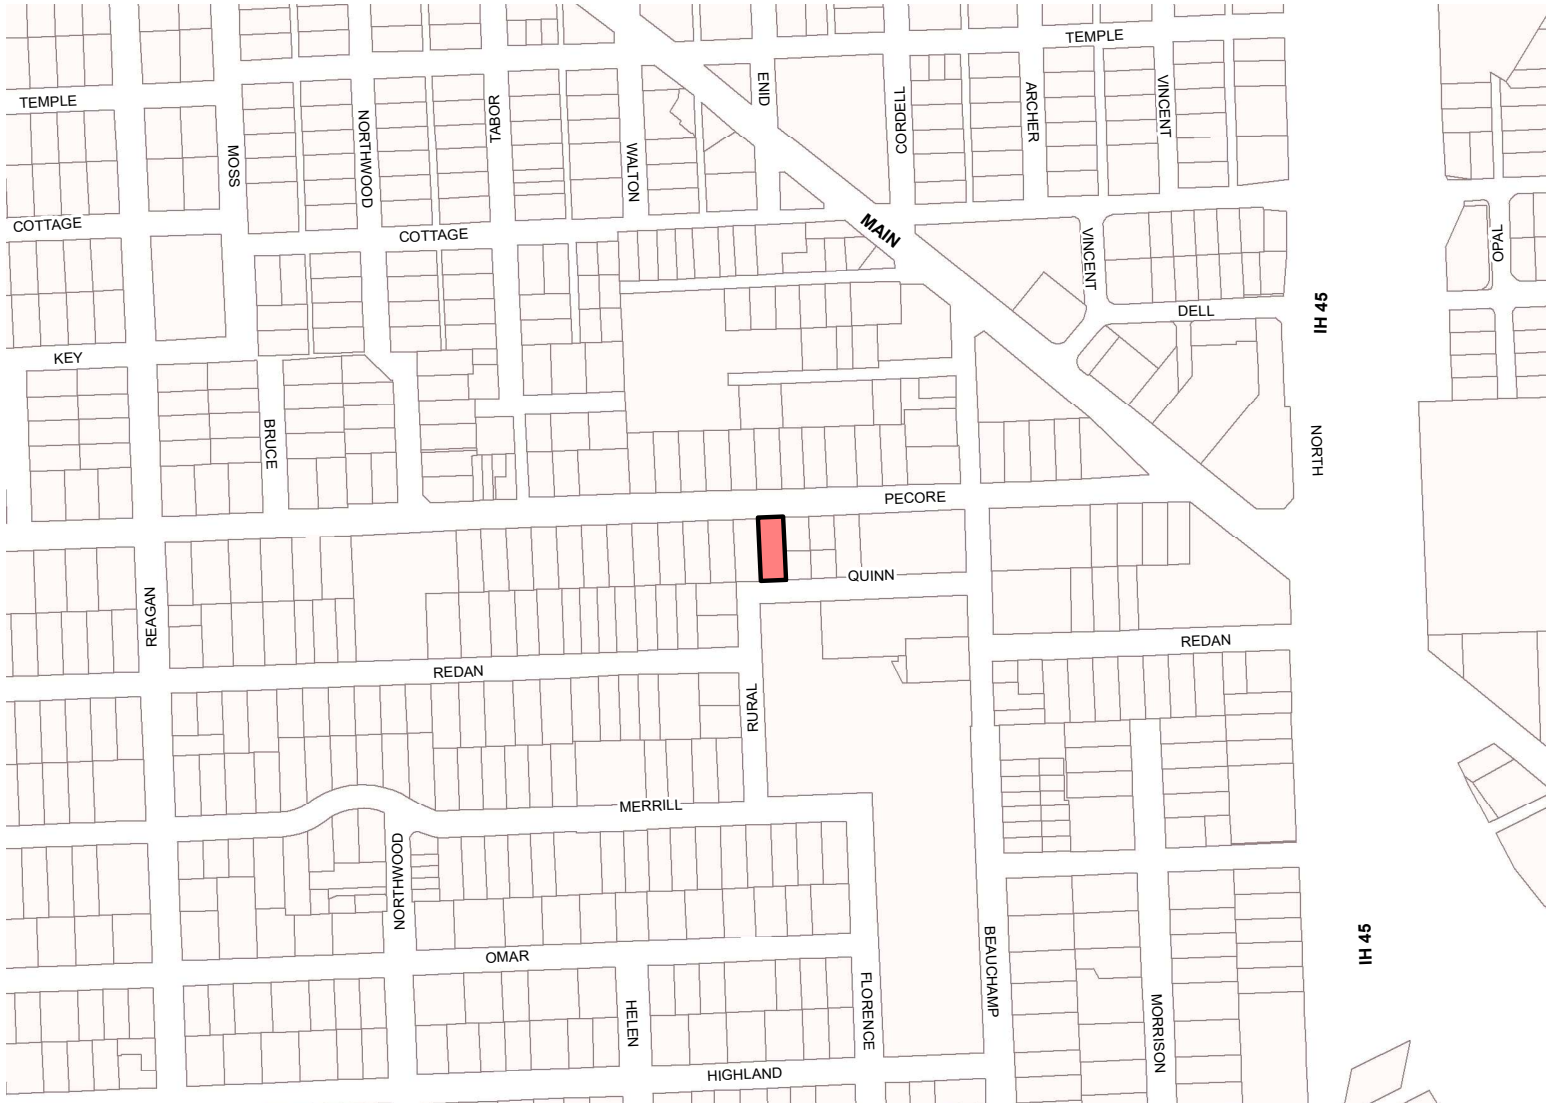 TEMPLE
TEMPLE
ENID
CORDELL
ARCHER
VINCENT
TABOR
NORTHWOOD
MOSS
WALTON
COTTAGE
COTTAGE
MAIN
VINCENT
OPAL
DELL
IH 45
KEY
BRUCE
NORTH
PECORE
QUINN
REAGAN
REDAN
REDAN
RURAL
MERRILL
NORTHWOOD
OMAR
BEAUCHAMP
IH 45
HELEN
FLORENCE
MORRISON
HIGHLAND